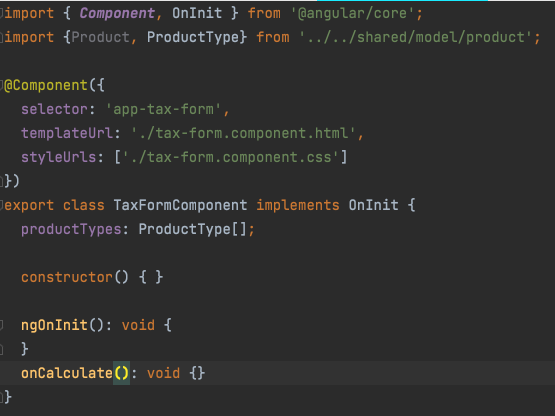 import { Component, OnInit } from '@angular/core';
import {Product, ProductType} from '../../shared/model/product';

@Component({
  selector: 'app-tax-form',
  templateUrl: './tax-form.component.html',
  styleUrls: ['./tax-form.component.css']
})
export class TaxFormComponent implements OnInit {
  productTypes: ProductType[];

  constructor() { }

  ngOnInit(): void {
  }
  onCalculate(): void {}
}